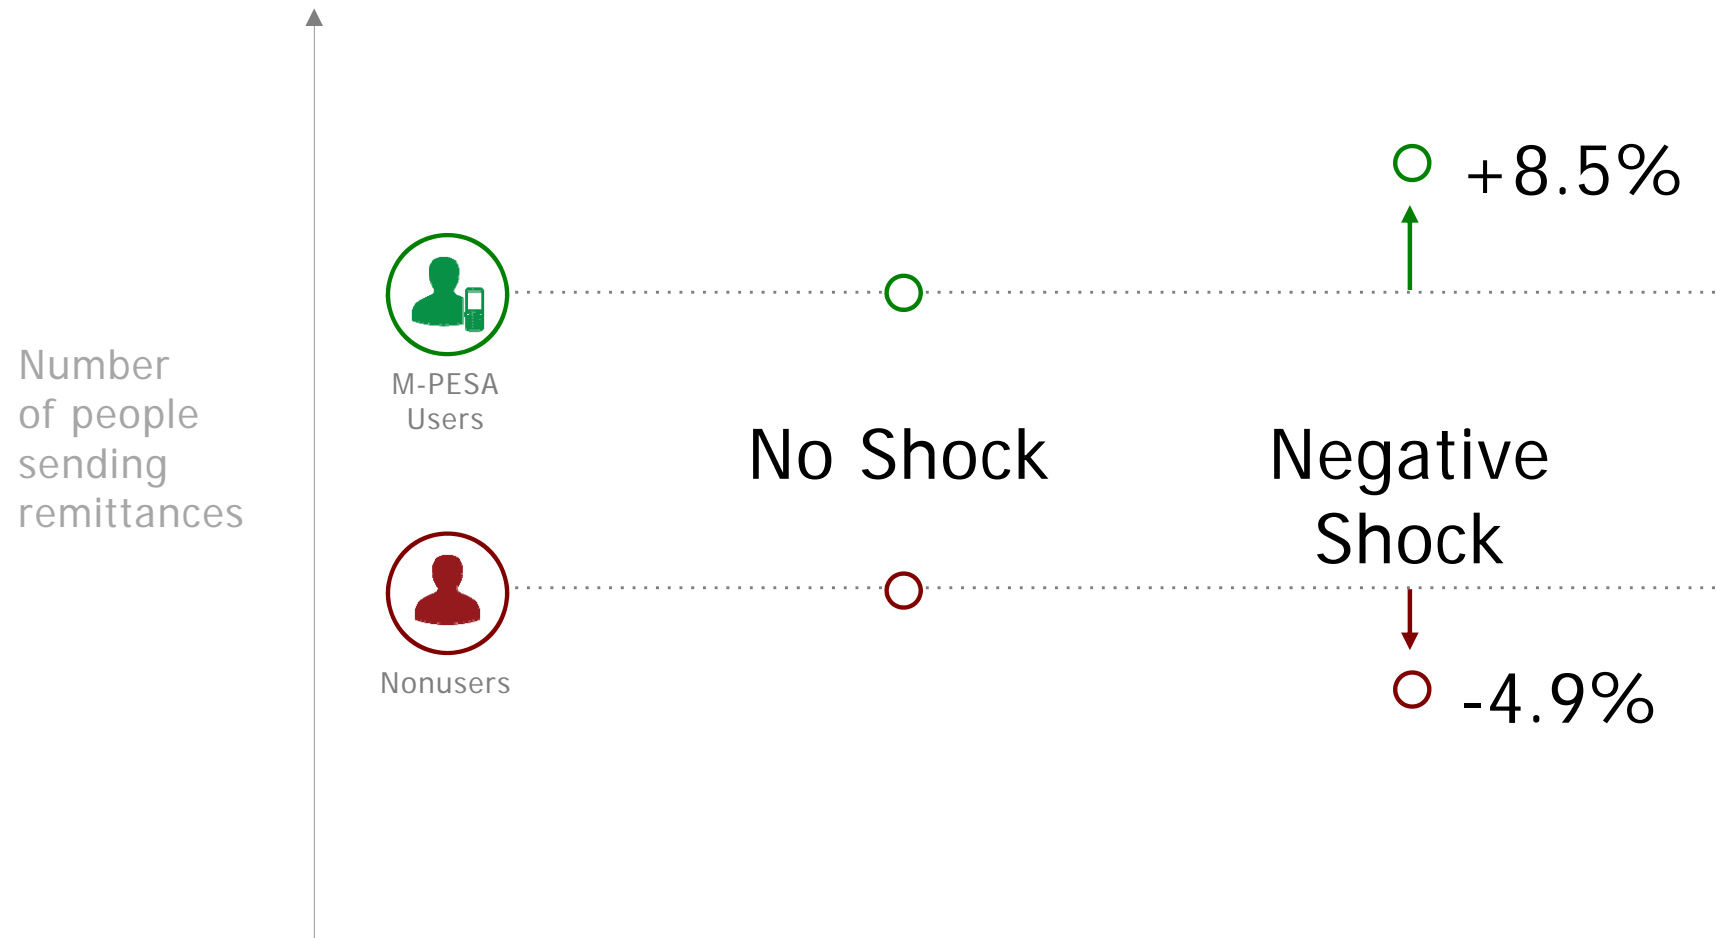 Number
of people
sending
remittances
M-PESA
Users
Nonusers
No Shock
Negative
Shock
+8.5%
-4.9%